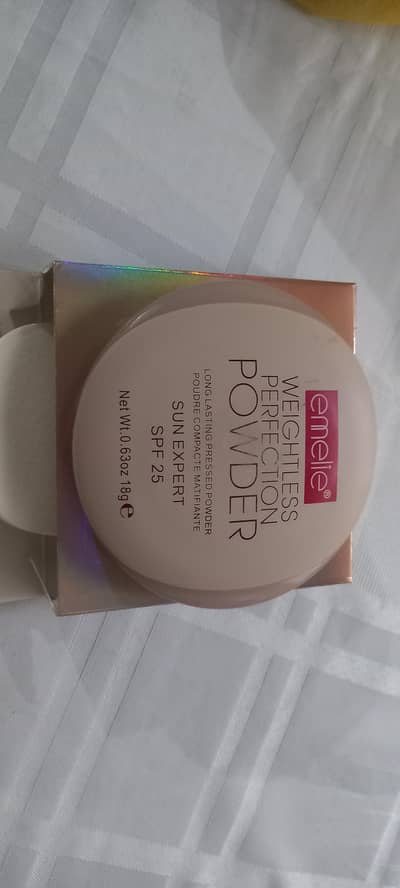 emelie®
WEIGHTLESS
PERFECTION
POWDER
LONG-LASTING PRESSED POWDER
POUDRE COMPACTE MATIFIANTE
SUN EXPERT
SPF 25
Net Wt.0.63oz 18g ℮